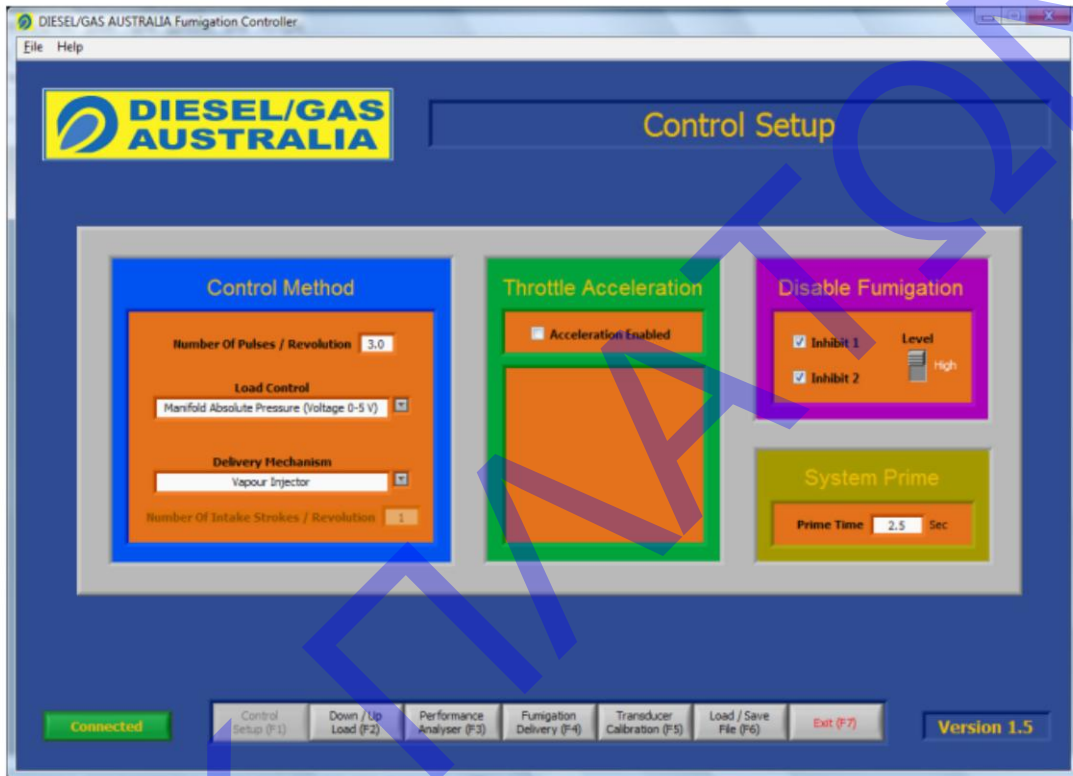 DIESEL/GAS AUSTRALIA Fumigation Controller
File Help
DIESEL/GAS
AUSTRALIA
Control Setup
Control Method
Number Of Pulses / Revolution 3.0
Load Control
Manifold Absolute Pressure (Voltage 0-5 V)
Delivery Mechanism
Vapour Injector
Number Of Intake Strokes / Revolution 1
Throttle Acceleration
Acceleration Enabled
Disable Fumigation
Inhibit 1
Inhibit 2
Level
High
System Prime
Prime Time 2.5 Sec
Connected
Control
Setup (F1)
Down / Up
Load (F2)
Performance
Analyser (F3)
Fumigation
Delivery (F4)
Transducer
Calibration (F5)
Load / Save
File (F6)
Exit (F7)
Version 1.5
ΠΛΑΤΩ